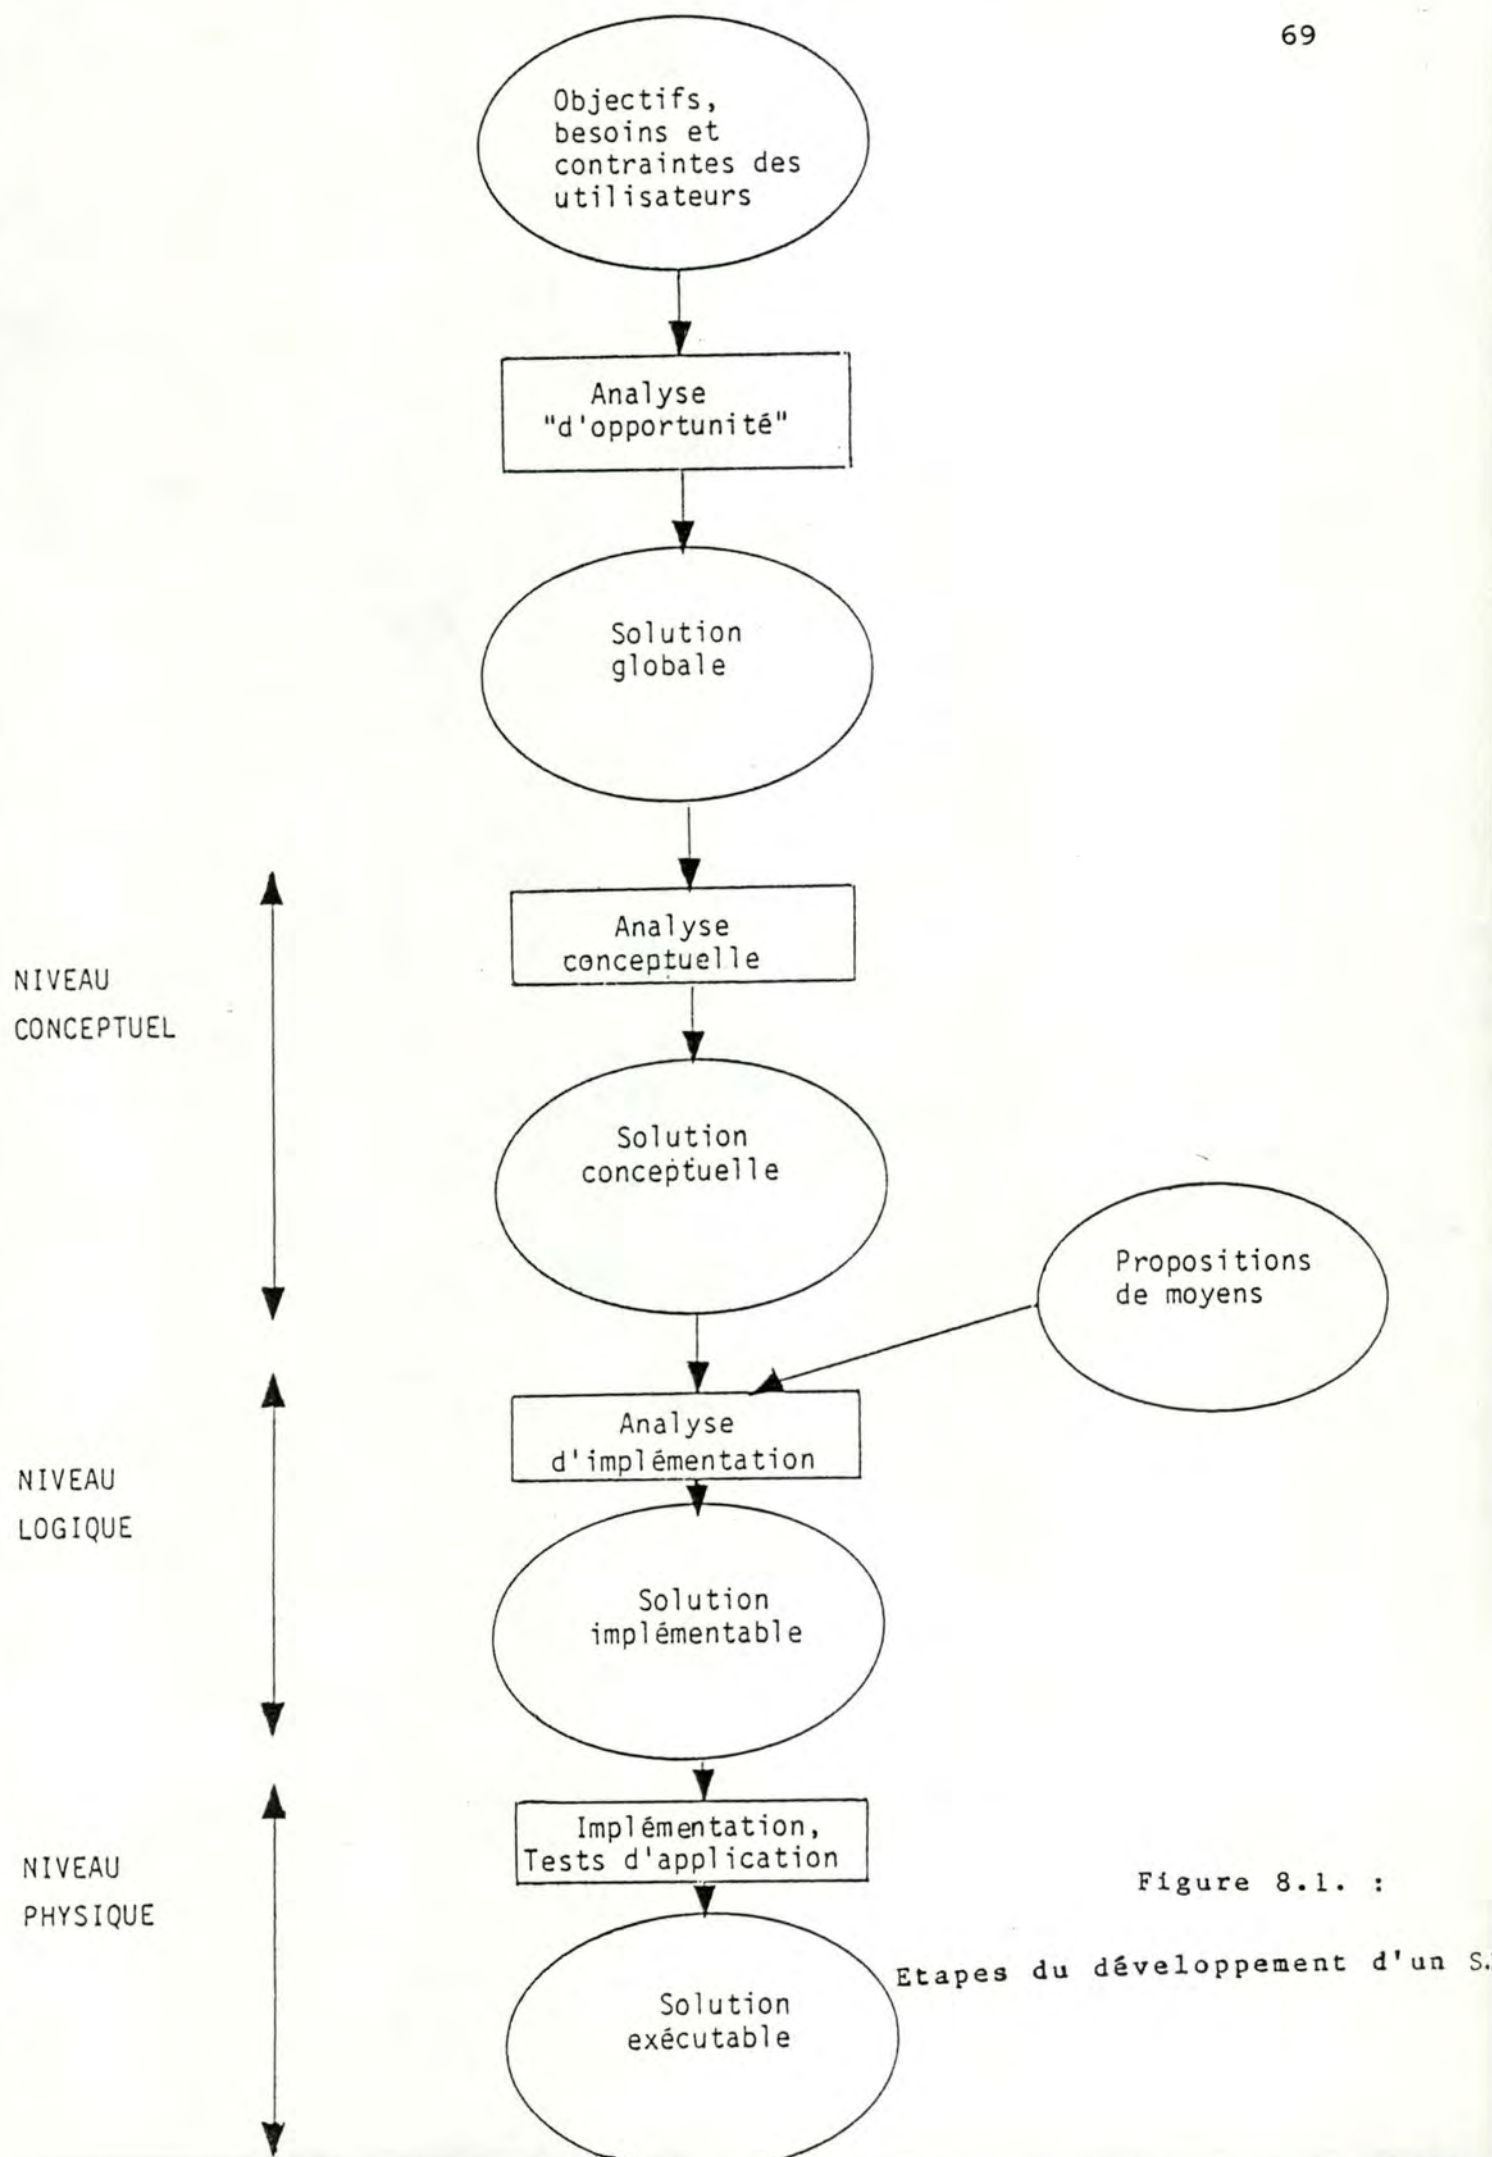 69
Objectifs,
besoins et
contraintes des
utilisateurs
Analyse
"d'opportunité"
Solution
globale
Analyse
conceptuelle
NIVEAU
CONCEPTUEL
Solution
conceptuelle
Propositions
de moyens
Analyse
d'implémentation
NIVEAU
LOGIQUE
Solution
implémentable
Implémentation,
Tests d'application
NIVEAU
PHYSIQUE
Figure 8.1. :
Etapes du développement d'un S.
Solution
exécutable